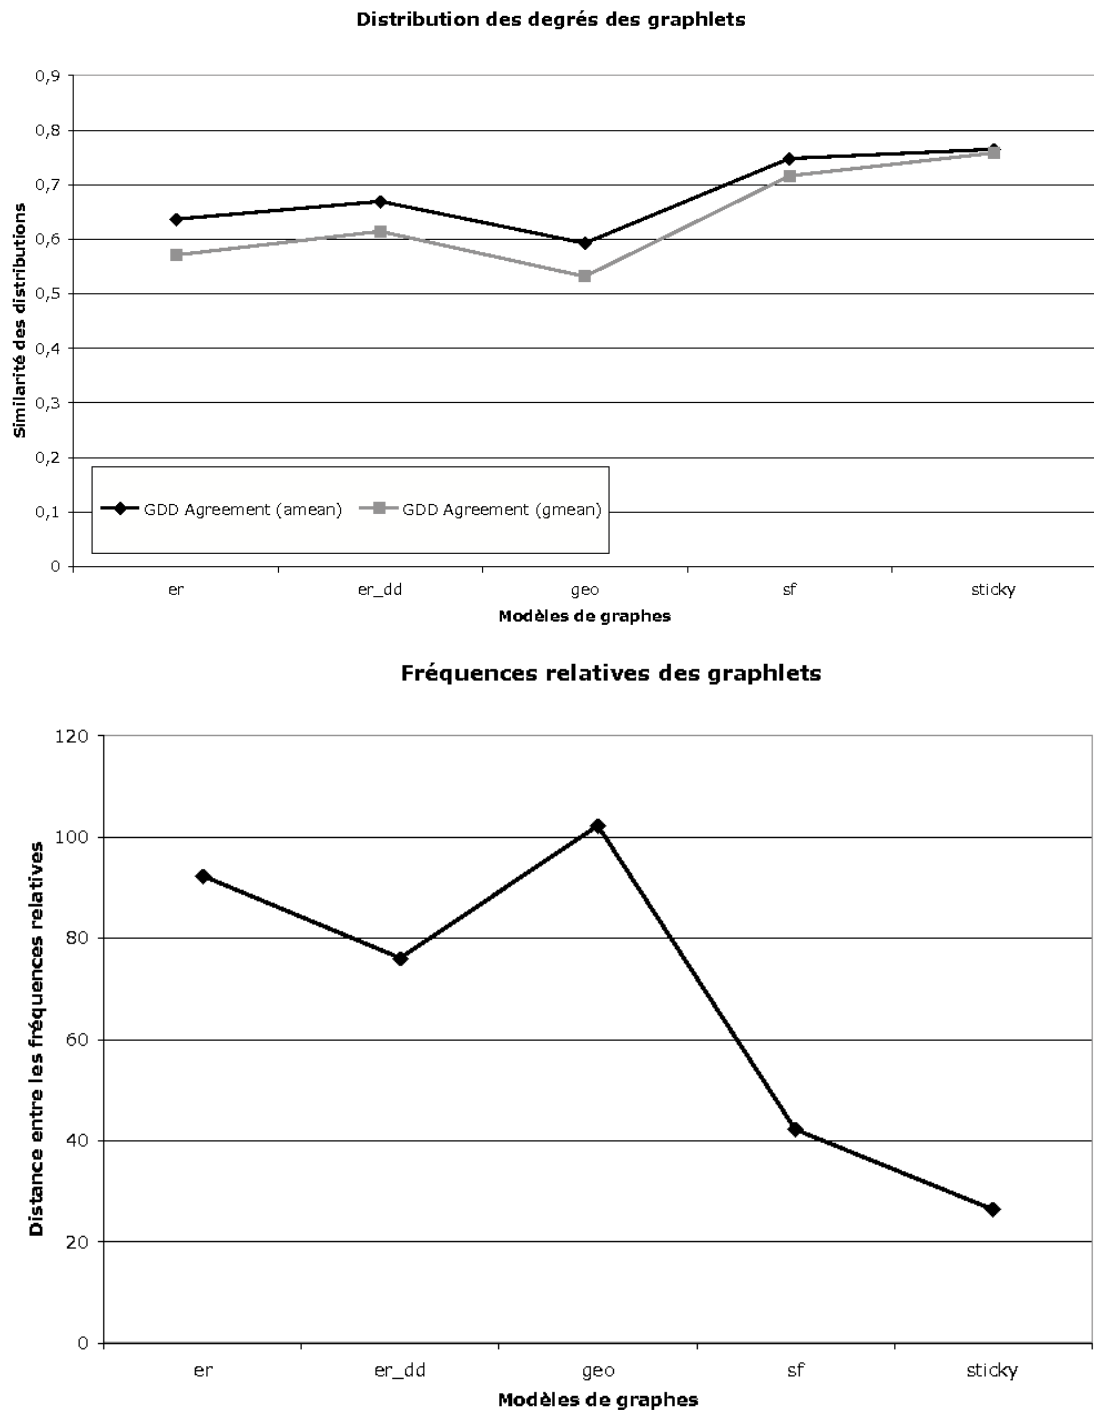 Distribution des degrés des graphlets
Similarité des distributions
0,9
0,8
0,7
0,6
0,5
0,4
0,3
0,2
0,1
0
GDD Agreement (amean)
GDD Agreement (gmean)
er
er_dd
geo
sf
sticky
Modèles de graphes
Fréquences relatives des graphlets
Distance entre les fréquences relatives
120
100
80
60
40
20
0
er
er_dd
geo
sf
sticky
Modèles de graphes